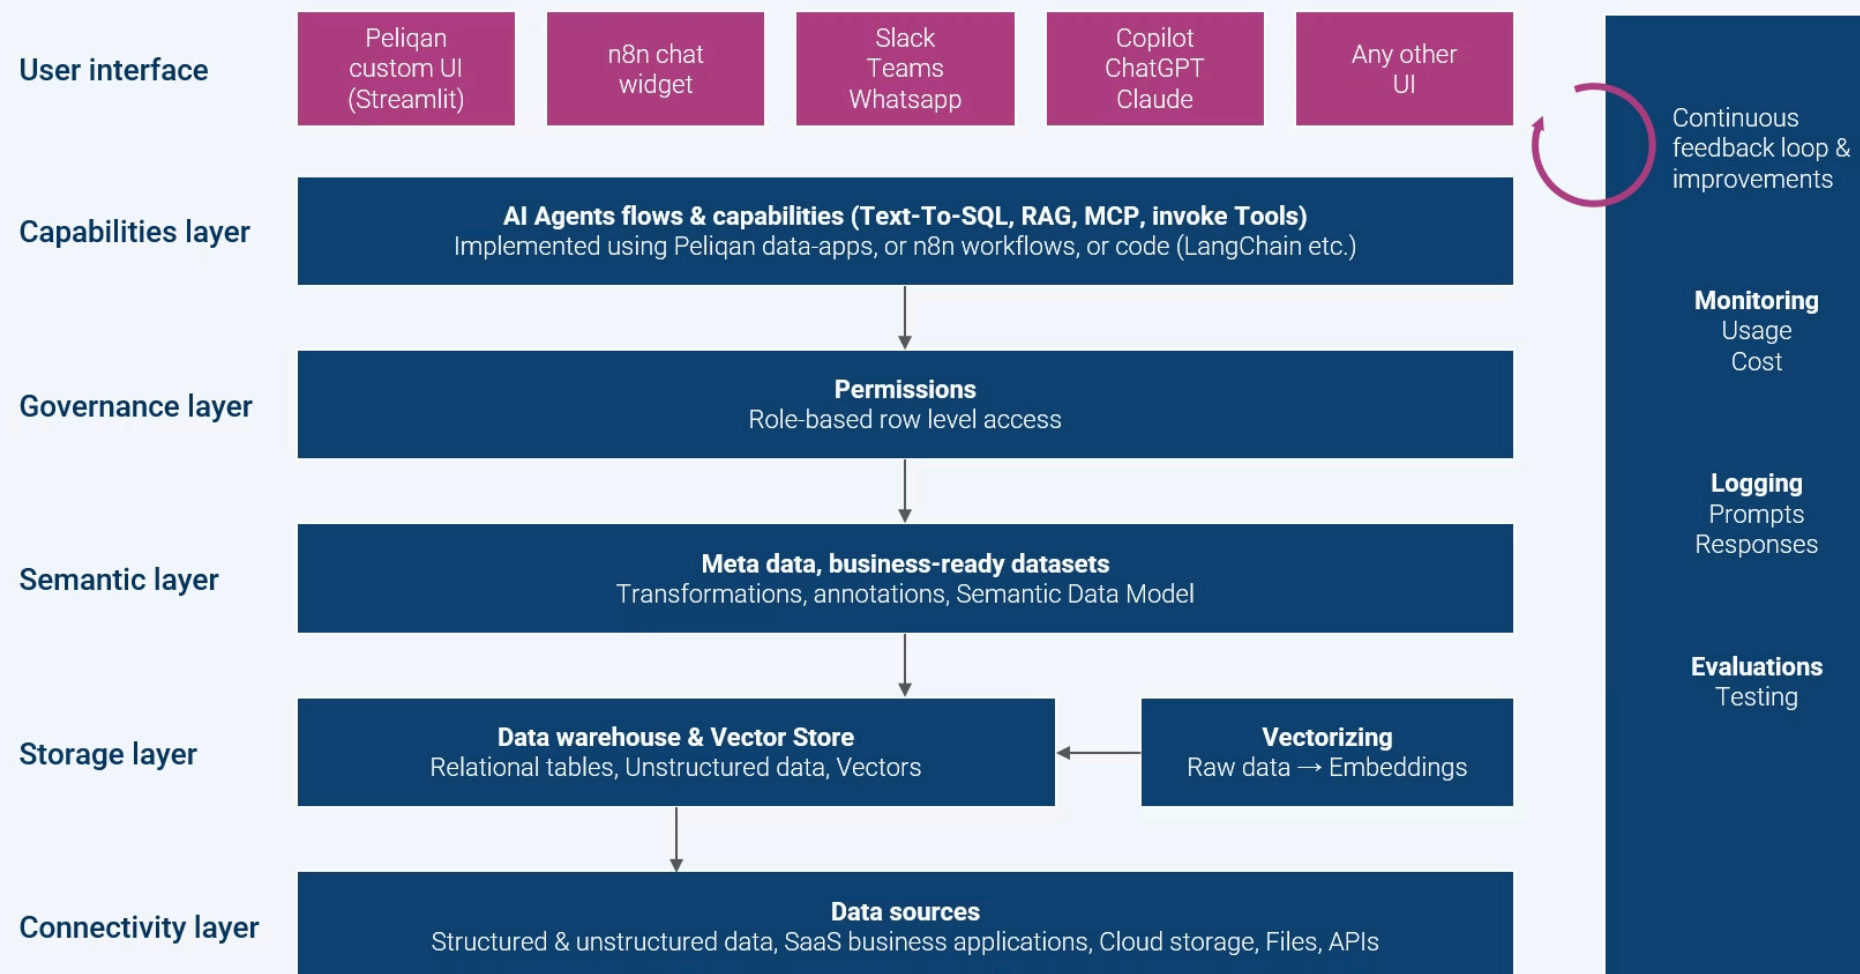 User interface
Peliqan
custom UI
(Streamlit)
n8n chat
widget
Slack
Teams
Whatsapp
Copilot
ChatGPT
Claude
Any other
UI
Continuous
feedback loop &
improvements
Capabilities layer
AI Agents flows & capabilities (Text-To-SQL, RAG, MCP, invoke Tools)
Implemented using Peliqan data-apps, or n8n workflows, or code (LangChain etc.)
Monitoring
Usage
Cost
Governance layer
Permissions
Role-based row level access
Logging
Prompts
Responses
Semantic layer
Meta data, business-ready datasets
Transformations, annotations, Semantic Data Model
Evaluations
Testing
Storage layer
Data warehouse & Vector Store
Relational tables, Unstructured data, Vectors
Vectorizing
Raw data → Embeddings
Connectivity layer
Data sources
Structured & unstructured data, SaaS business applications, Cloud storage, Files, APIs